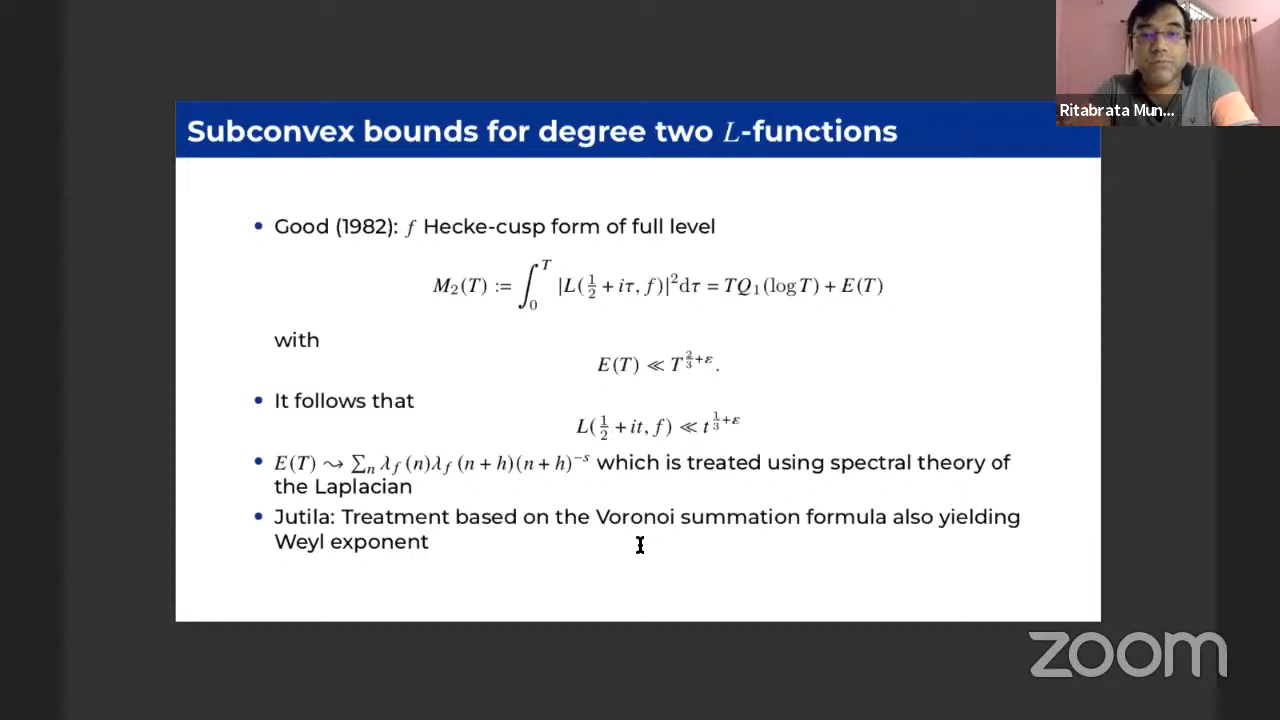 Ritabrata Mun...
Subconvex bounds for degree two L-functions
• Good (1982): f Hecke-cusp form of full level
M₂(T) := ∫₀ᵀ |L(½ + iτ, f)|²dτ = TQ₁(log T) + E(T)
with
E(T) ≪ T^{2/3+ε}.
• It follows that
L(½ + it, f) ≪ t^{1/3+ε}
• E(T) ⇝ ∑ₙ λ_f (n)λ_f (n + h)(n + h)^{−s} which is treated using spectral theory of
the Laplacian
• Jutila: Treatment based on the Voronoi summation formula also yielding
Weyl exponent
zoom